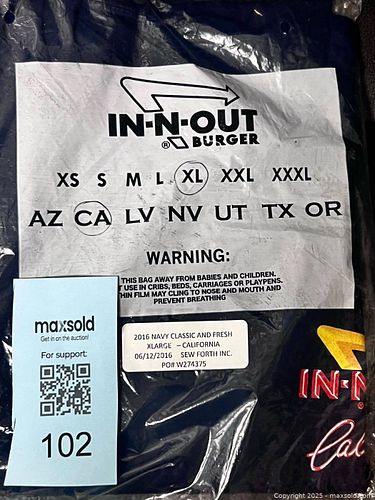 IN-N-OUT
® BURGER
XS S M L XL XXL XXXL
AZ CA LV NV UT TX OR
WARNING:
THIS BAG AWAY FROM BABIES AND CHILDREN.
USE IN CRIBS, BEDS, CARRIAGES OR PLAYPENS.
THIN FILM MAY CLING TO NOSE AND MOUTH AND
PREVENT BREATHING
maxsold
Get in on the auction!
For support:
102
2016 NAVY CLASSIC AND FRESH
XLARGE – CALIFORNIA
06/12/2016 SEW FORTH INC.
PO# W274375
IN-N
Cal
© Copyright 2025 - maxsold.com